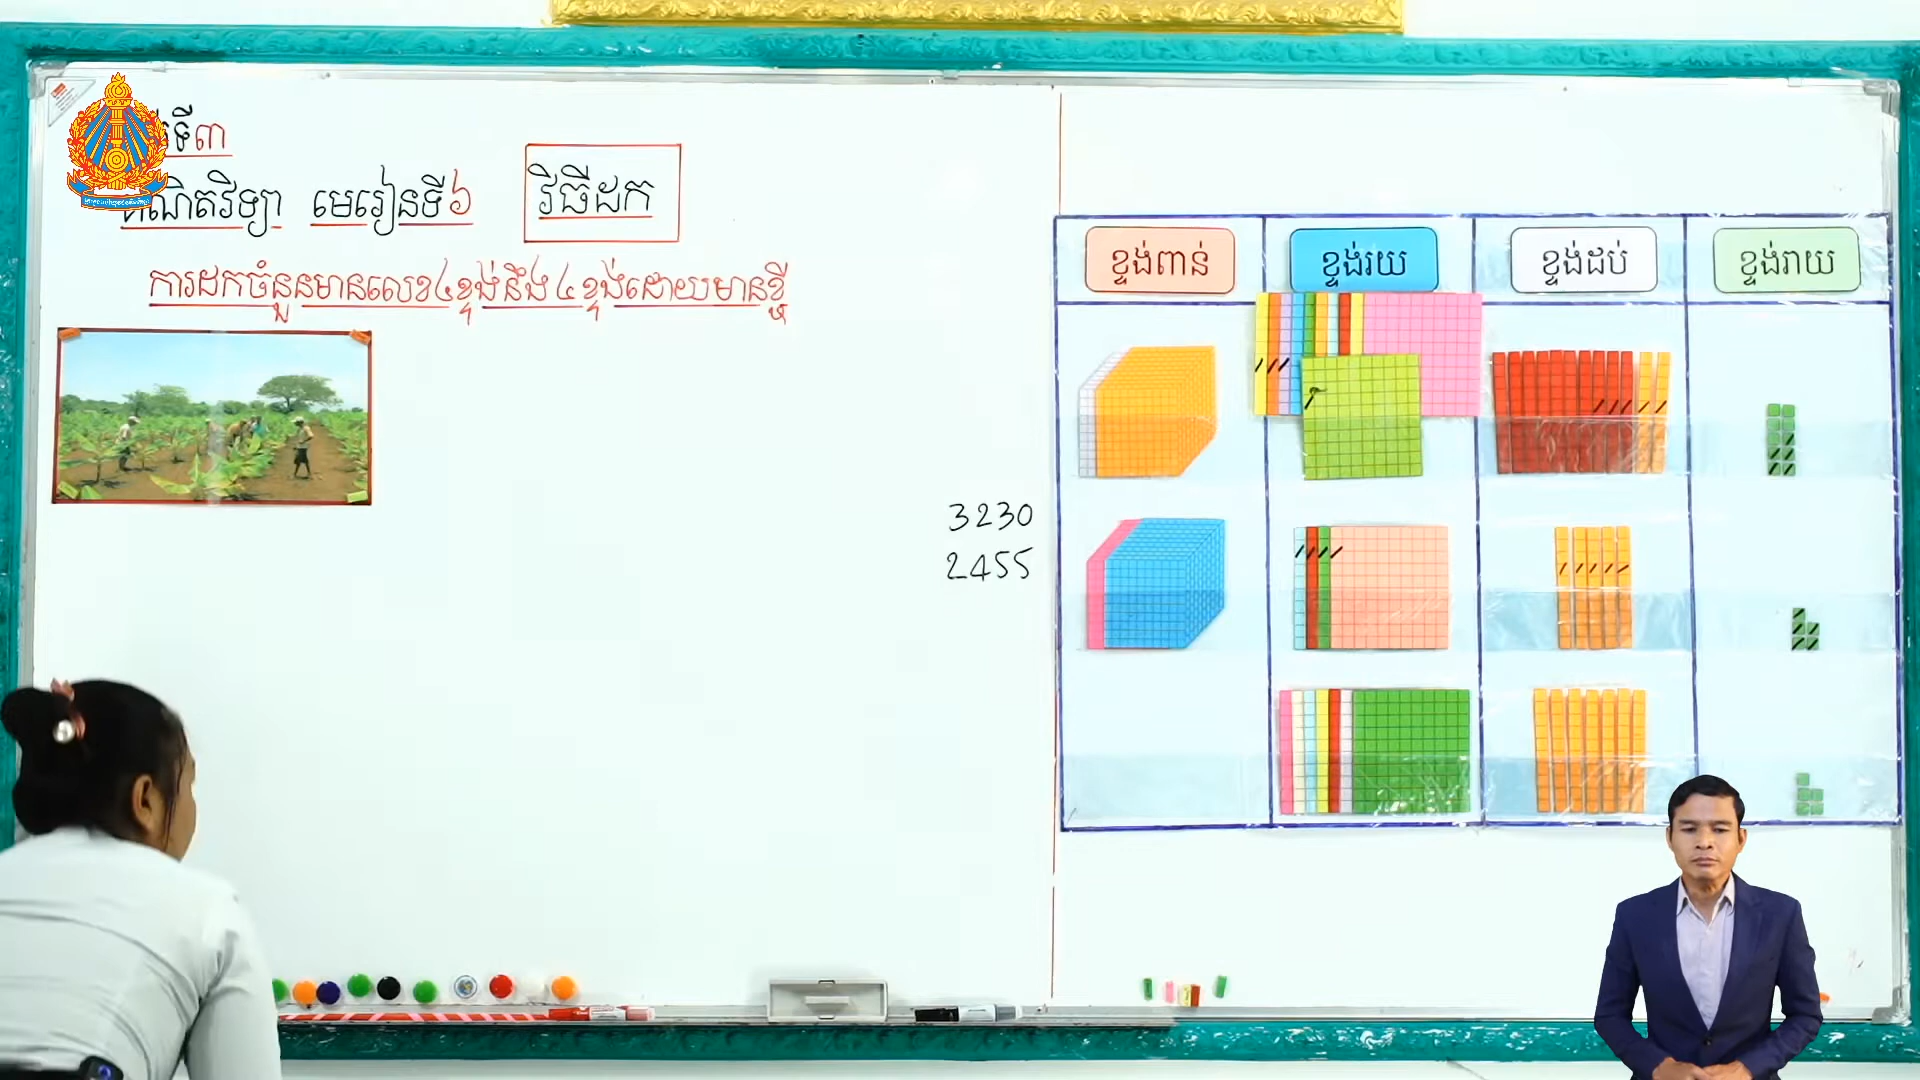 ទី៣
គណិតវិទ្យា មេរៀនទី៦ វិធីដក
ការដកចំនួនមានលេខ៤ខ្ទង់នឹង៤ខ្ទង់ដោយមានខ្ចី
ខ្ទង់ពាន់ ខ្ទង់រយ ខ្ទង់ដប់ ខ្ទង់រាយ
3230
2455